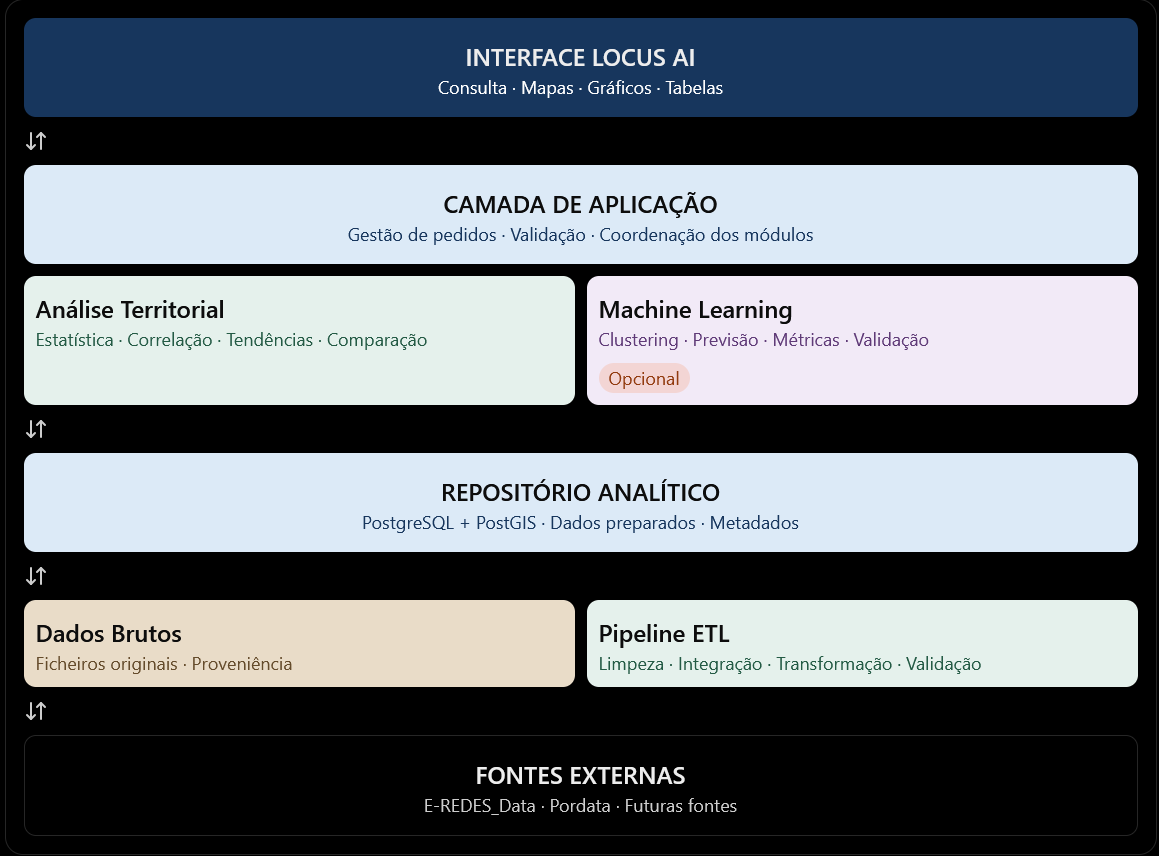 INTERFACE LOCUS AI
Consulta · Mapas · Gráficos · Tabelas
CAMADA DE APLICAÇÃO
Gestão de pedidos · Validação · Coordenação dos módulos
Análise Territorial
Estatística · Correlação · Tendências · Comparação
Machine Learning
Clustering · Previsão · Métricas · Validação
Opcional
REPOSITÓRIO ANALÍTICO
PostgreSQL + PostGIS · Dados preparados · Metadados
Dados Brutos
Ficheiros originais · Proveniência
Pipeline ETL
Limpeza · Integração · Transformação · Validação
FONTES EXTERNAS
E-REDES_Data · Pordata · Futuras fontes